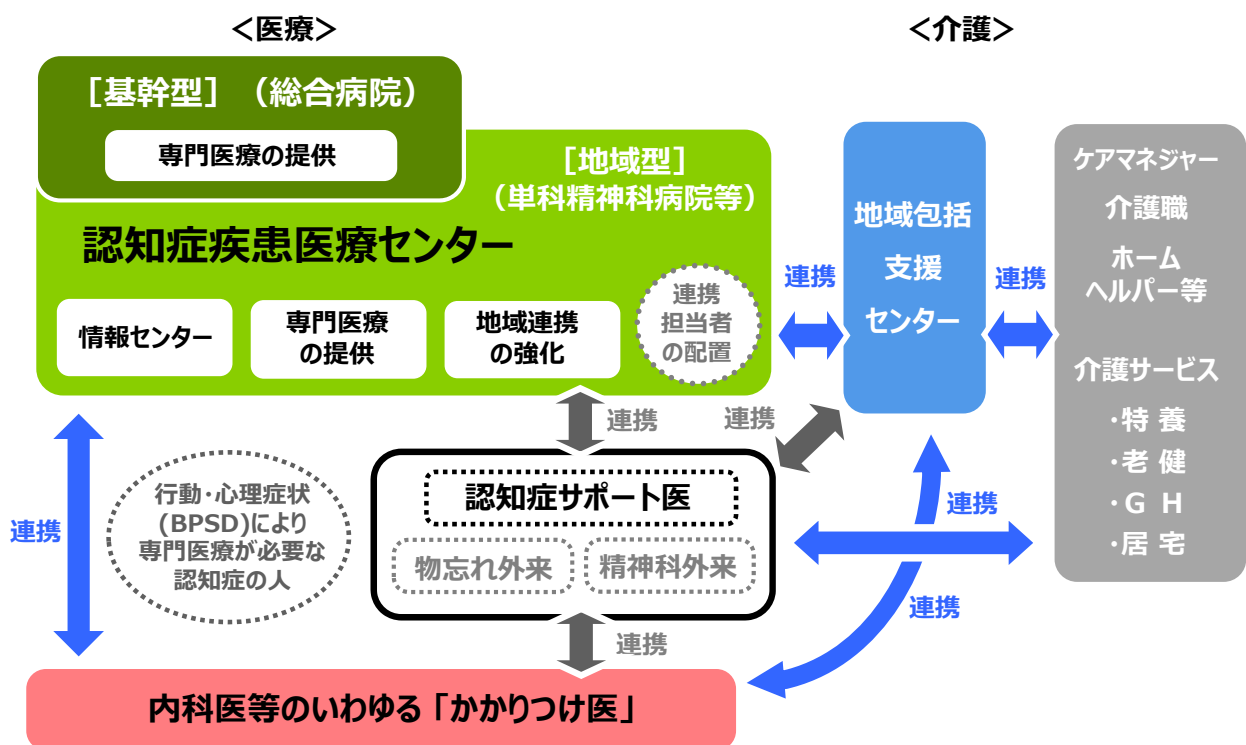 ＜医療＞
＜介護＞
［基幹型］（総合病院）
専門医療の提供
［地域型］
（単科精神科病院等）
認知症疾患医療センター
情報センター
専門医療
の提供
地域連携
の強化
連携
担当者
の配置
連携
地域包括
支援
センター
連携
ケアマネジャー
介護職
ホーム
ヘルパー等
介護サービス
・特 養
・老 健
・G H
・居 宅
連携
連携
連携
行動・心理症状
(BPSD)により
専門医療が必要な
認知症の人
認知症サポート医
物忘れ外来
精神科外来
連携
連携
連携
内科医等のいわゆる「かかりつけ医」